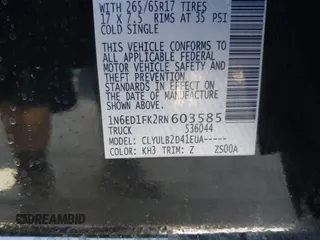 WITH 265/65R17 TIRES
17 X 7.5 RIMS AT 35 PSI
COLD SINGLE
THIS VEHICLE CONFORMS TO
ALL APPLICABLE FEDERAL
MOTOR VEHICLE SAFETY
AND THEFT PREVENTION
STANDARDS IN EFFECT ON
THE DATE OF MANUFACTURE
SHOWN ABOVE.
1N6ED1FK2RN603585
TRUCK 536044
MODEL: CLYULB2D41EUA-----
COLOR: KH3 TRIM: Z ZS00A
DREAMBID